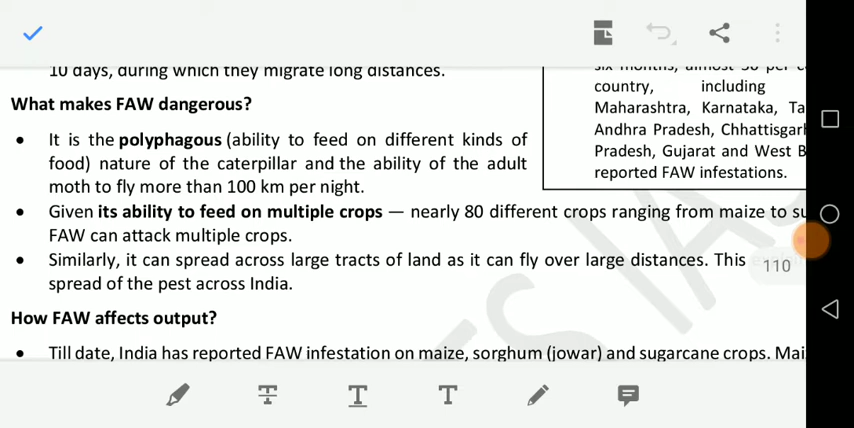 10 days, during which they migrate long distances.
What makes FAW dangerous?
• It is the polyphagous (ability to feed on different kinds of
food) nature of the caterpillar and the ability of the adult
moth to fly more than 100 km per night.
country, including
Maharashtra, Karnataka, Ta
Andhra Pradesh, Chhattisgarh
Pradesh, Gujarat and West B
reported FAW infestations.
• Given its ability to feed on multiple crops — nearly 80 different crops ranging from maize to su
FAW can attack multiple crops.
• Similarly, it can spread across large tracts of land as it can fly over large distances. This
spread of the pest across India.
110
How FAW affects output?
• Till date, India has reported FAW infestation on maize, sorghum (jowar) and sugarcane crops. Mai